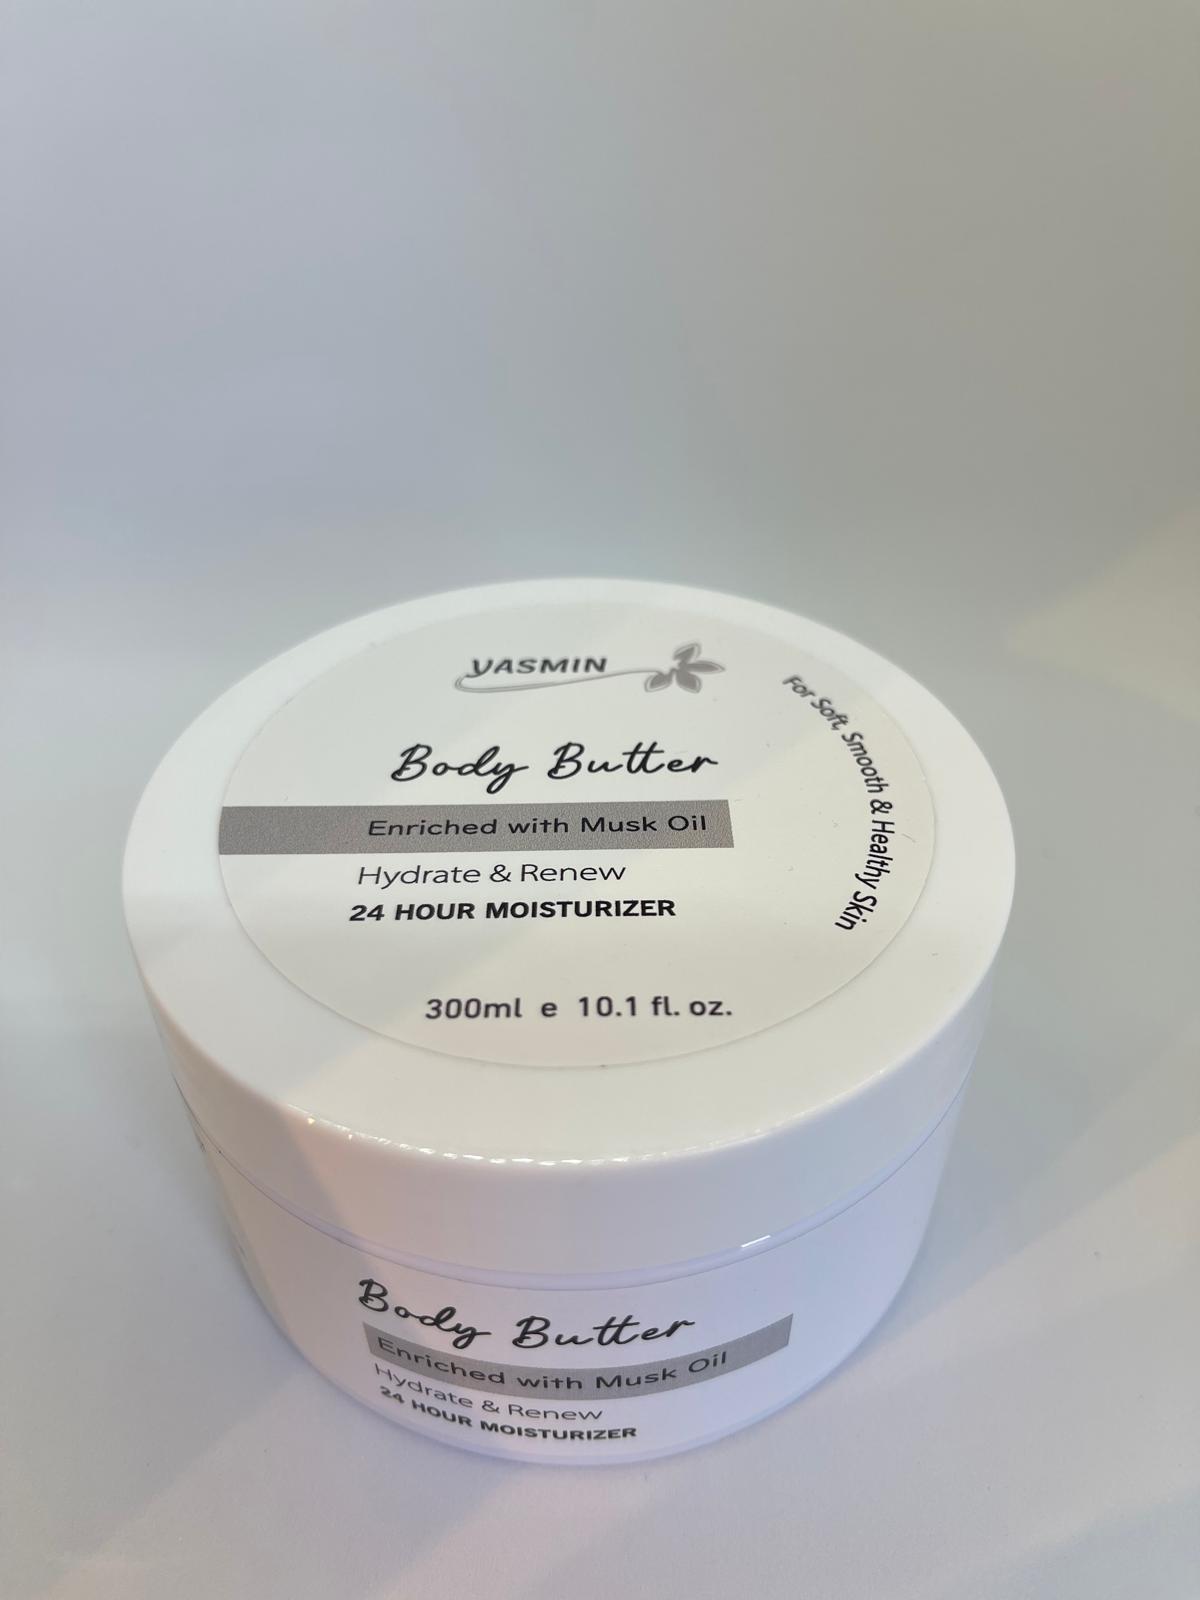 YASMIN
Body Butter
Enriched with Musk Oil
Hydrate & Renew
24 HOUR MOISTURIZER
300ml e 10.1 fl. oz.
For Soft, Smooth & Healthy Skin
Body Butter
Enriched with Musk Oil
Hydrate & Renew
24 HOUR MOISTURIZER